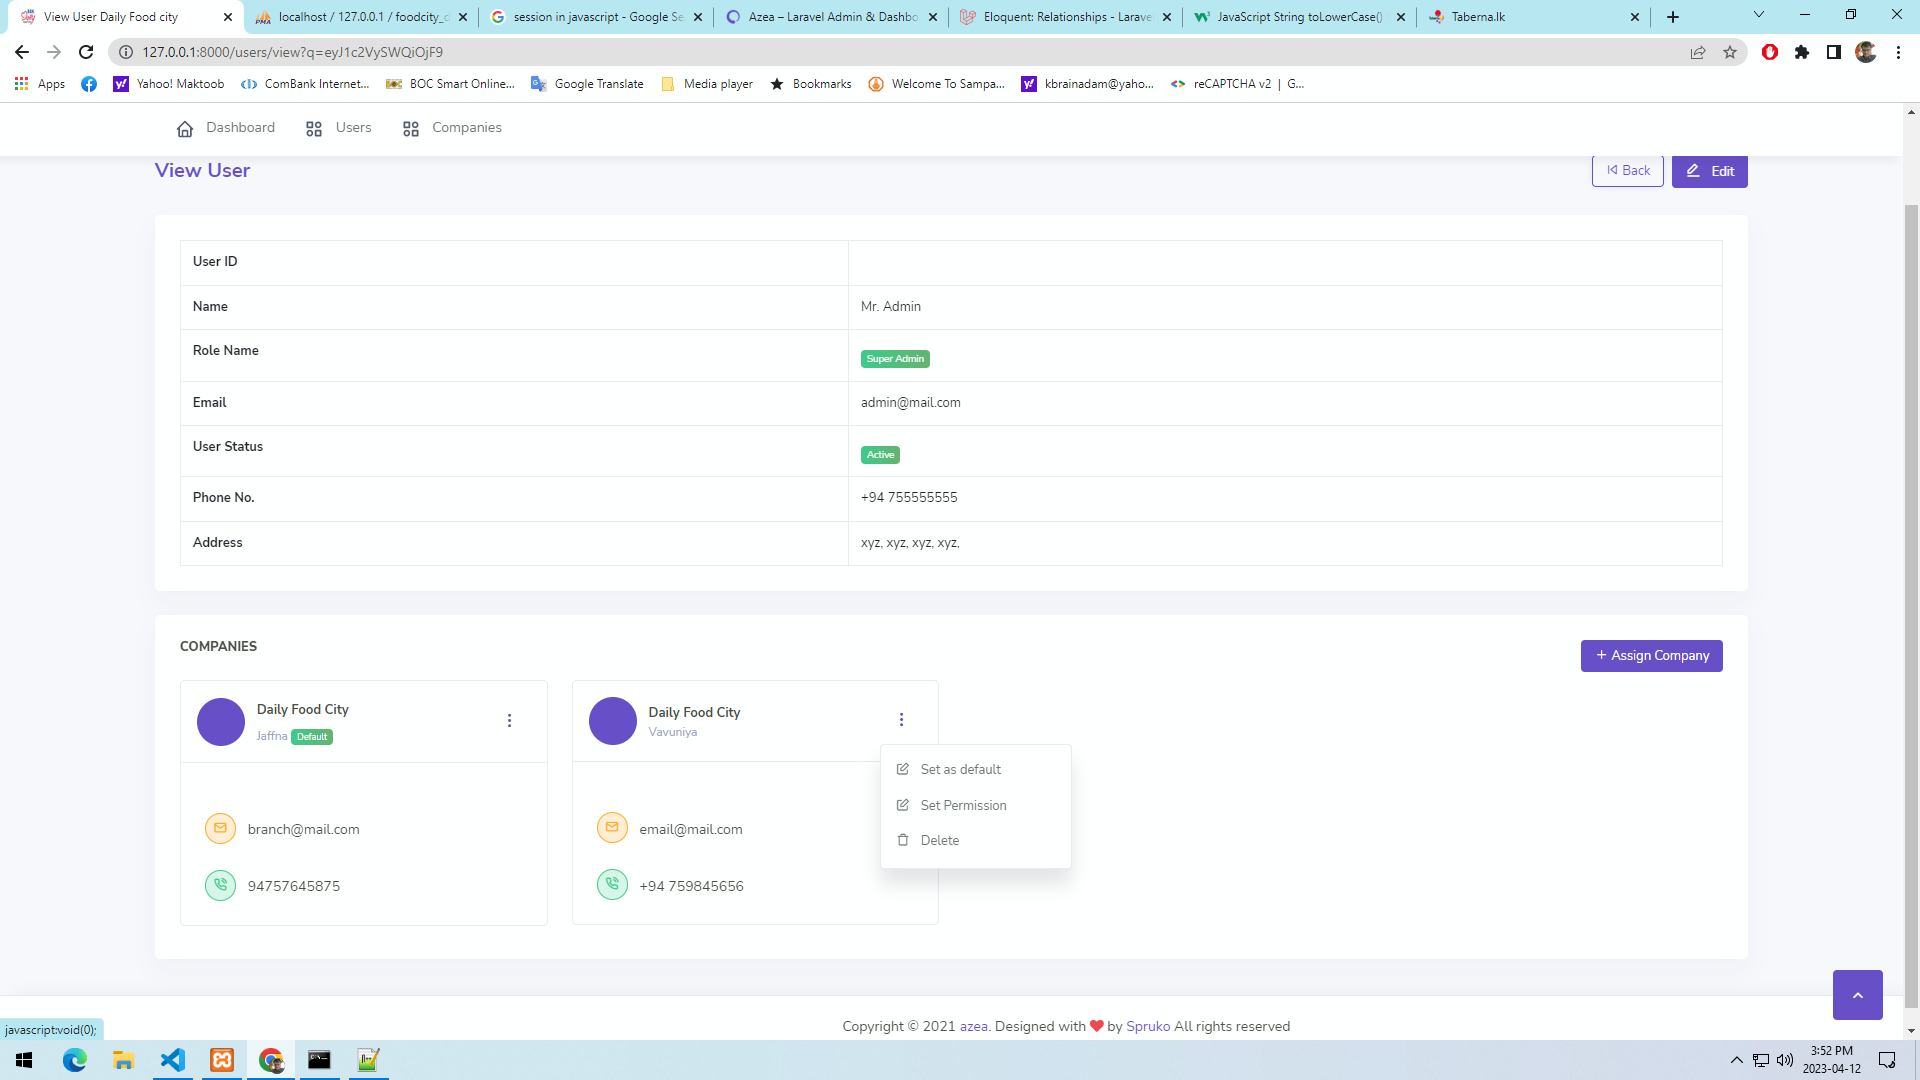 View User Daily Food city
localhost / 127.0.0.1 / foodcity_d
session in javascript - Google Se
Azea – Laravel Admin & Dashbo
Eloquent: Relationships - Larave
JavaScript String toLowerCase()
Taberna.lk
127.0.0.1:8000/users/view?q=eyJ1c2VySWQiOjF9
Apps
Yahoo! Maktoob
ComBank Internet...
BOC Smart Online...
Google Translate
Media player
Bookmarks
Welcome To Sampa...
kbrainadam@yaho...
reCAPTCHA v2 | G...
Dashboard
Users
Companies
View User
Back
Edit
User ID
Name Mr. Admin
Role Name Super Admin
Email admin@mail.com
User Status Active
Phone No. +94 755555555
Address xyz, xyz, xyz, xyz,
COMPANIES
+ Assign Company
Daily Food City
Jaffna Default
branch@mail.com
94757645875
Daily Food City
Vavuniya
email@mail.com
+94 759845656
Set as default
Set Permission
Delete
Copyright © 2021 azea. Designed with ❤ by Spruko All rights reserved
javascript:void(0);
3:52 PM
2023-04-12